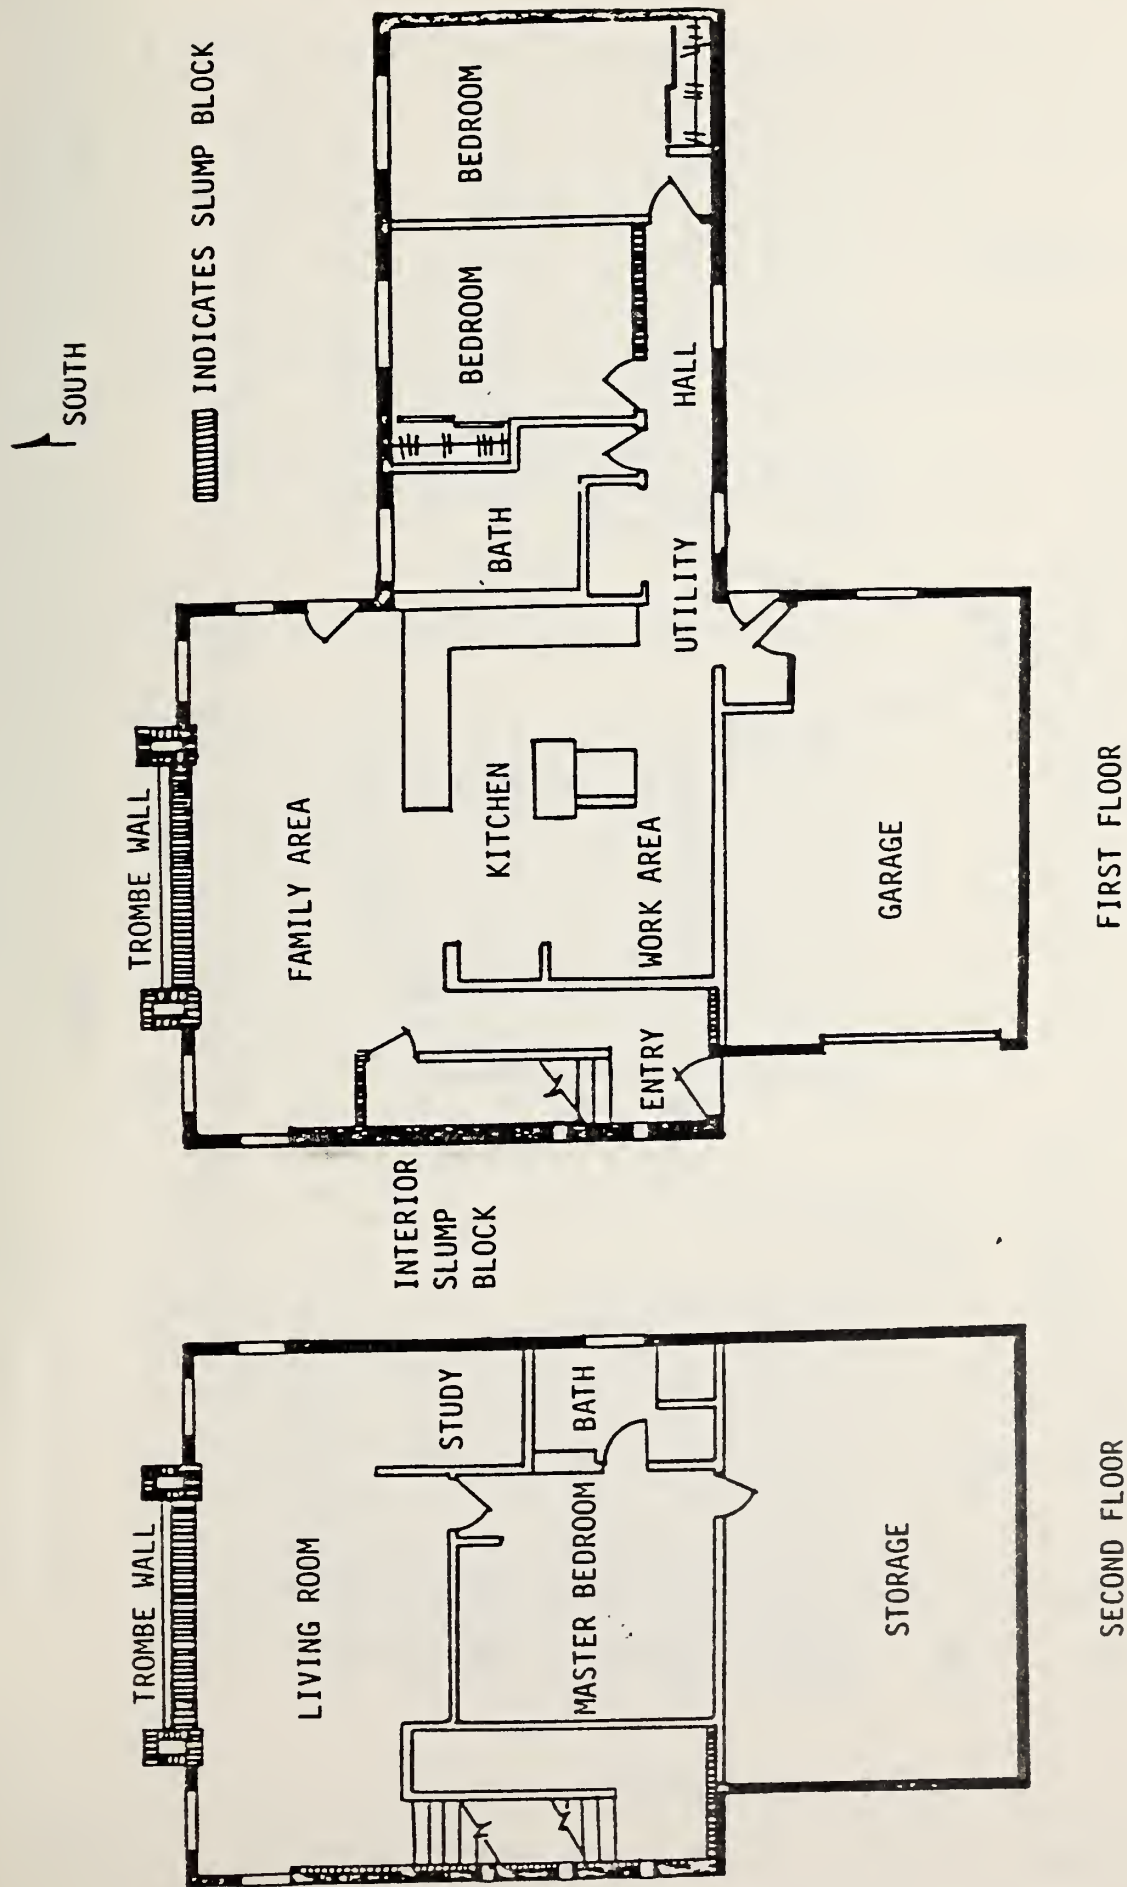 SOUTH
INDICATES SLUMP BLOCK
TROMBE WALL
LIVING ROOM
STUDY
BATH
MASTER BEDROOM
STORAGE
SECOND FLOOR
INTERIOR
SLUMP
BLOCK
TROMBE WALL
FAMILY AREA
KITCHEN
WORK AREA
ENTRY
GARAGE
UTILITY
HALL
BATH
BEDROOM
BEDROOM
FIRST FLOOR